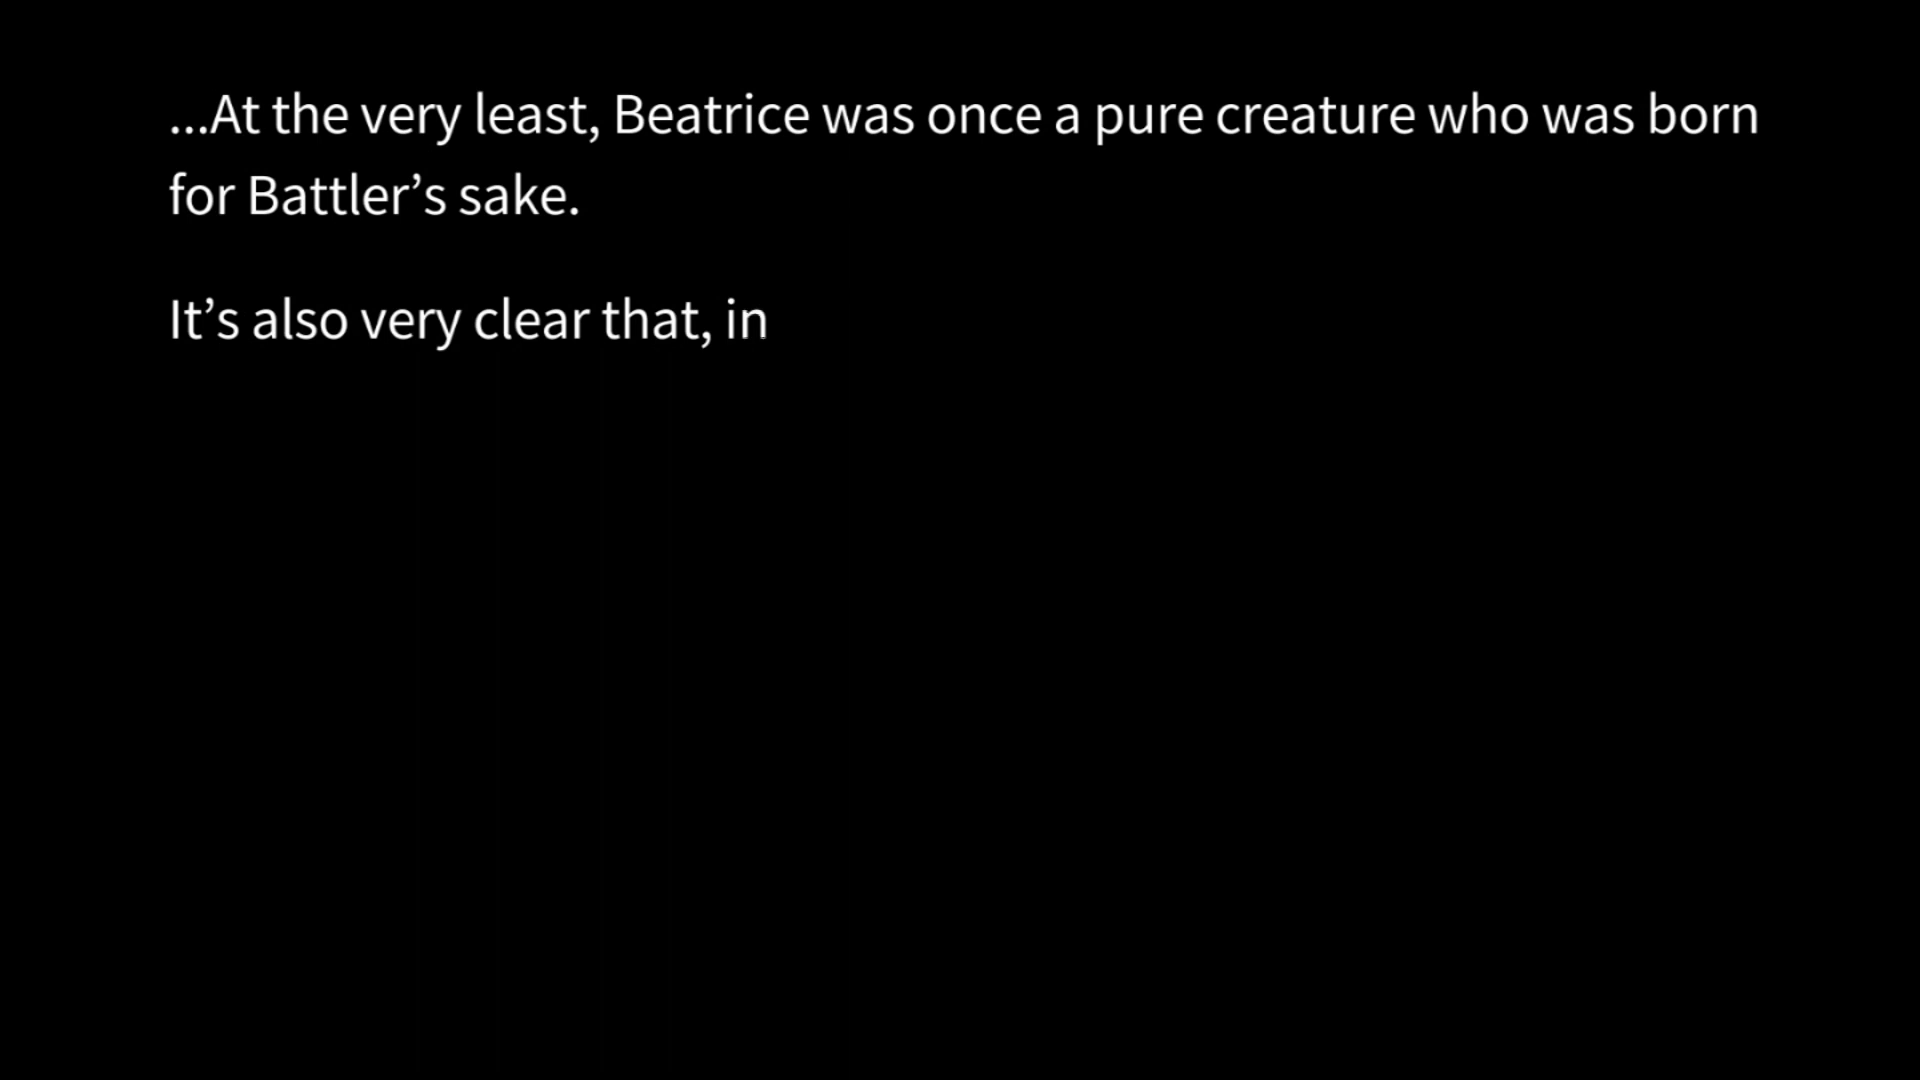 ...At the very least, Beatrice was once a pure creature who was born
for Battler’s sake.
It’s also very clear that, in